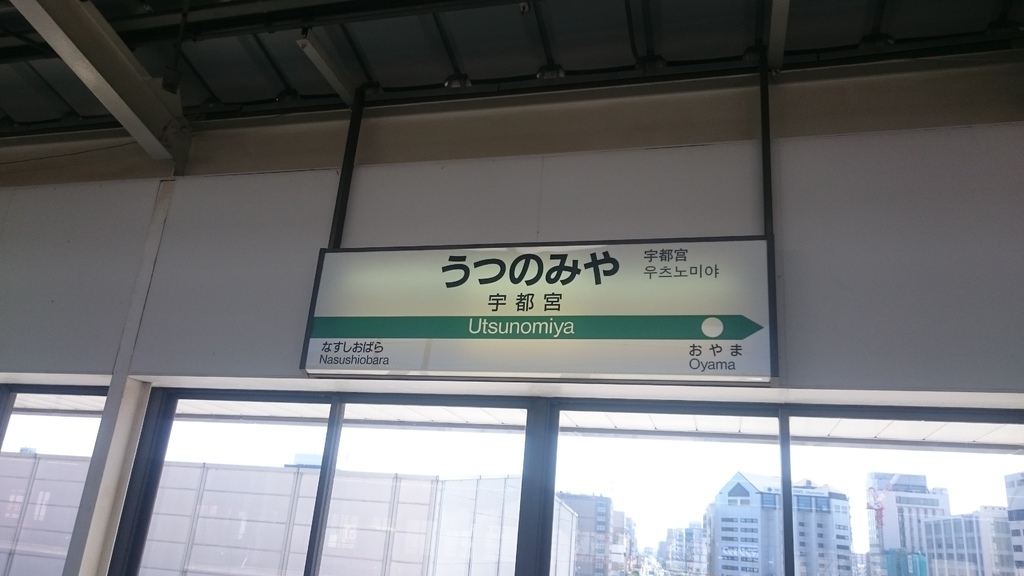 うつのみや
宇都宮
우츠노미야
宇都宮
Utsunomiya
なすしおばら
Nasushiobara
おやま
Oyama